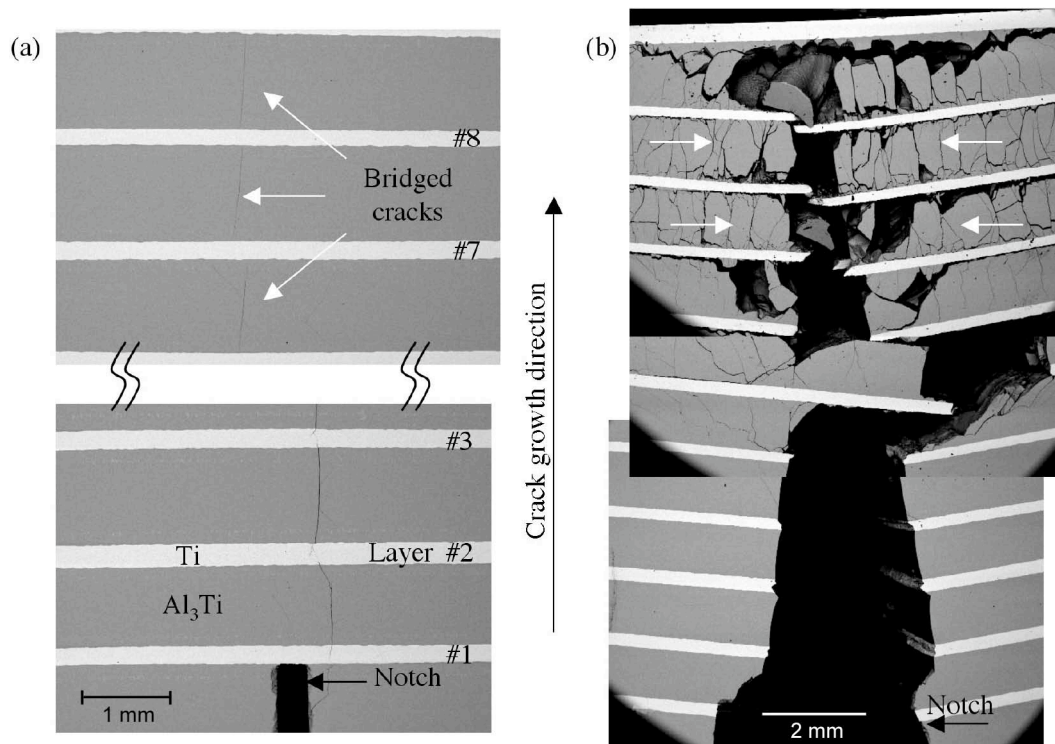 (a)
#8
Bridged
cracks
#7
#3
Ti
Layer #2
Al₃Ti
#1
Notch
1 mm
Crack growth direction
(b)
Notch
2 mm